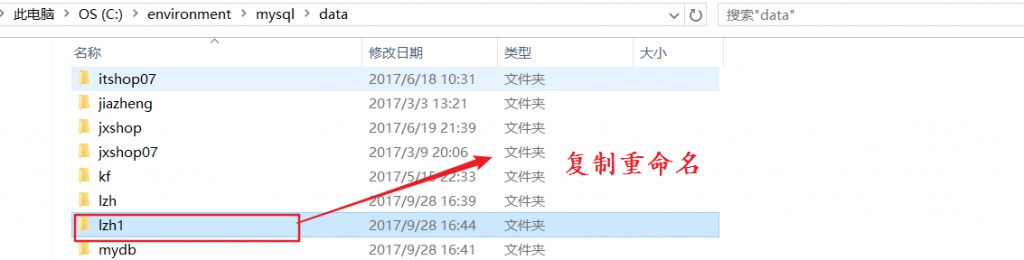 此电脑 > OS (C:) > environment > mysql > data
搜索"data"
名称 修改日期 类型 大小
itshop07 2017/6/18 10:31 文件夹
jiazheng 2017/3/3 13:21 文件夹
jxshop 2017/6/19 21:39 文件夹
jxshop07 2017/3/9 20:06 文件夹
复制重命名
kf 2017/5/15 22:33 文件夹
lzh 2017/9/28 16:39 文件夹
lzh1 2017/9/28 16:44 文件夹
mydb 2017/9/28 16:41 文件夹